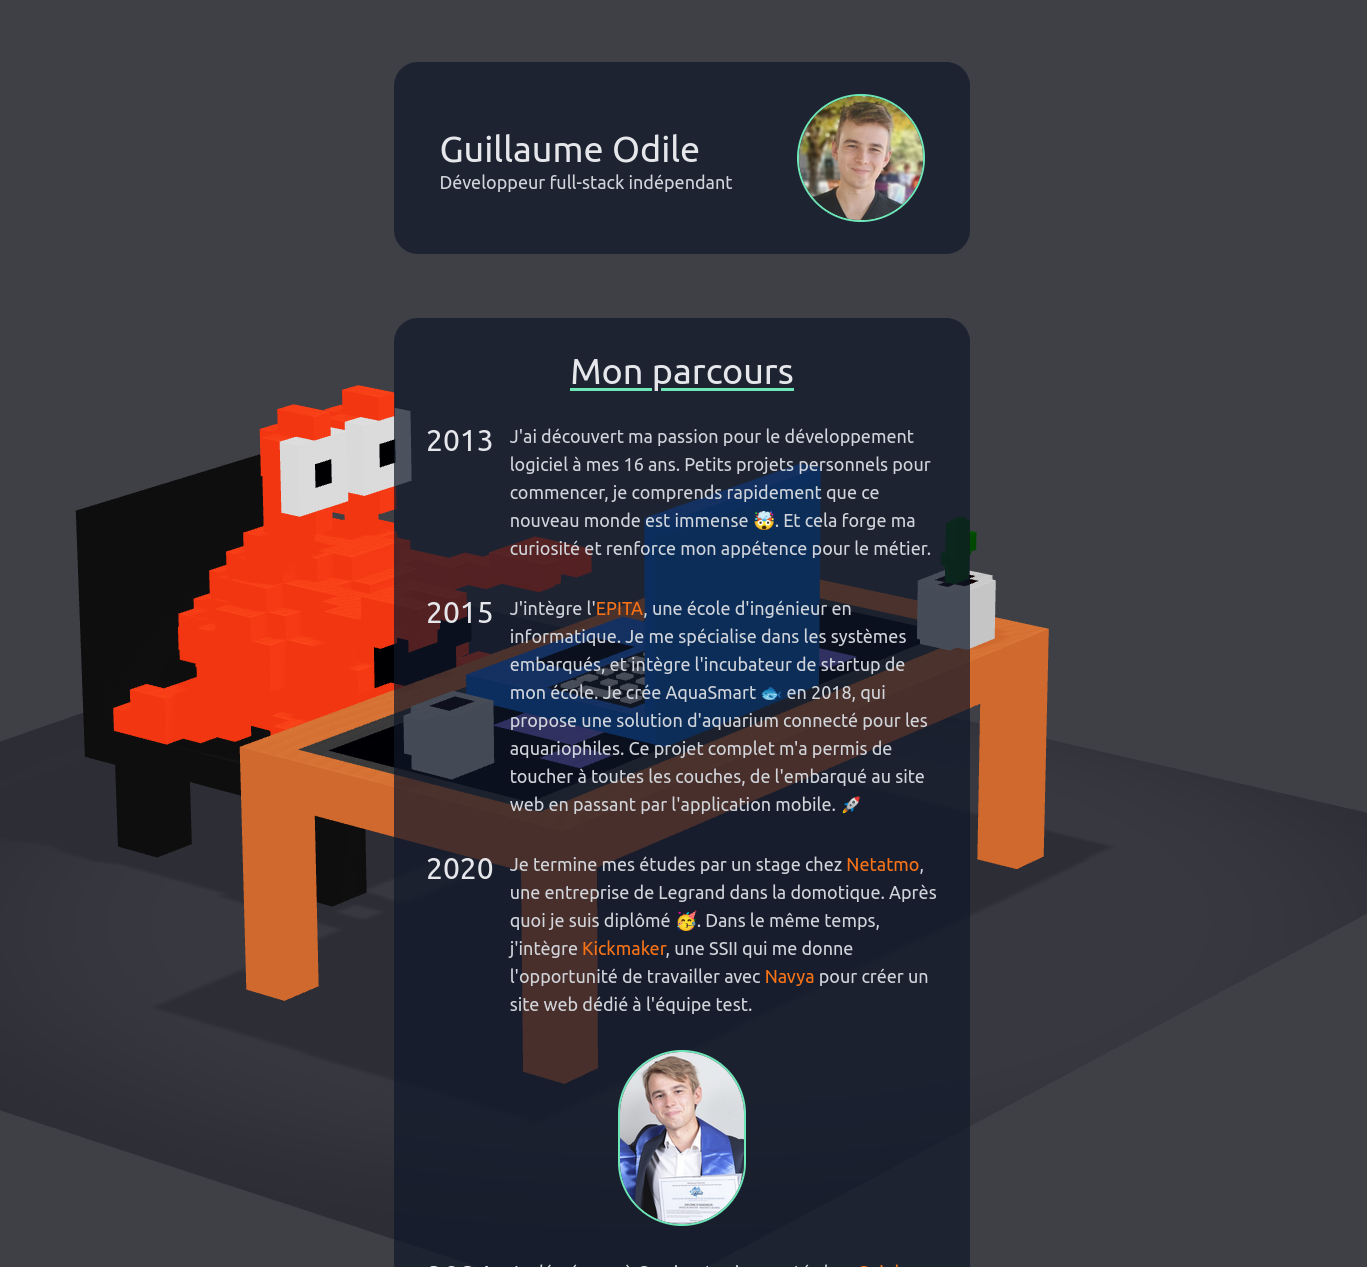 Guillaume Odile
Développeur full-stack indépendant
Mon parcours
2013
J'ai découvert ma passion pour le développement
logiciel à mes 16 ans. Petits projets personnels pour
commencer, je comprends rapidement que ce
nouveau monde est immense 🤯. Et cela forge ma
curiosité et renforce mon appétence pour le métier.
2015
J'intègre l'EPITA, une école d'ingénieur en
informatique. Je me spécialise dans les systèmes
embarqués, et intègre l'incubateur de startup de
mon école. Je crée AquaSmart 🐟 en 2018, qui
propose une solution d'aquarium connecté pour les
aquariophiles. Ce projet complet m'a permis de
toucher à toutes les couches, de l'embarqué au site
web en passant par l'application mobile. 🚀
2020
Je termine mes études par un stage chez Netatmo,
une entreprise de Legrand dans la domotique. Après
quoi je suis diplômé 🥳. Dans le même temps,
j'intègre Kickmaker, une SSII qui me donne
l'opportunité de travailler avec Navya pour créer un
site web dédié à l'équipe test.